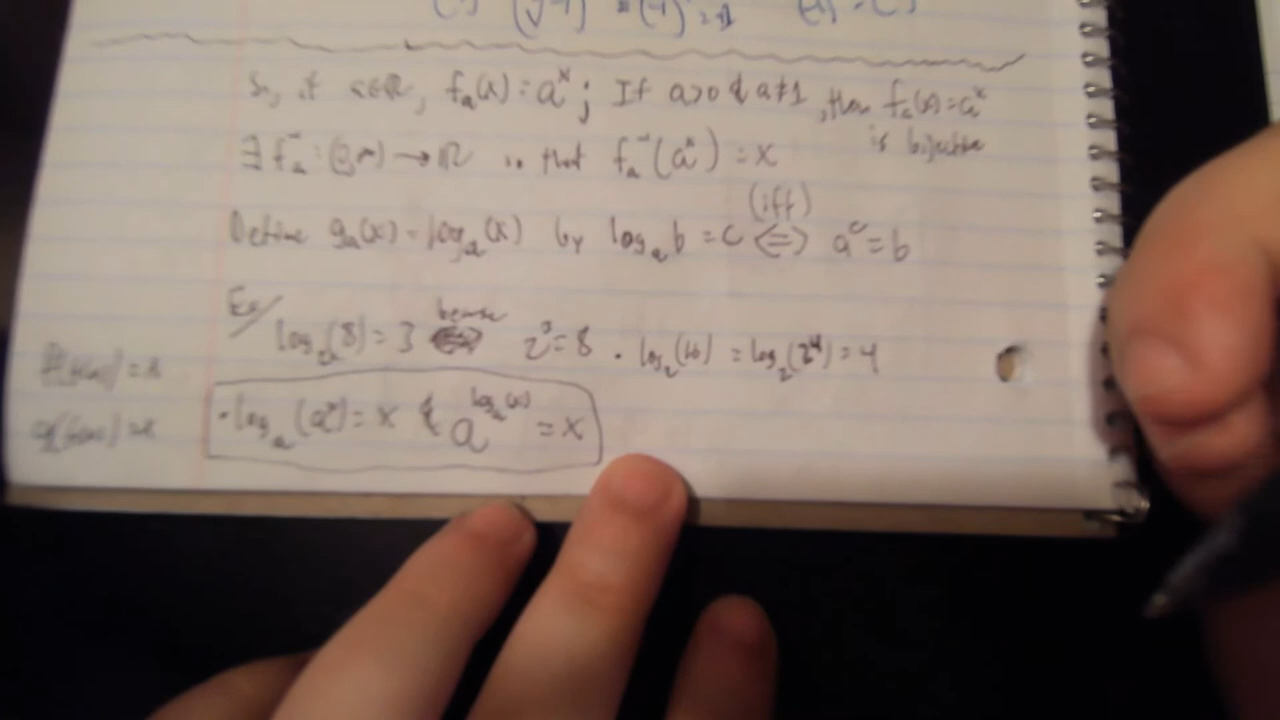 So, if a∈ℝ, fₐ(x) = aˣ; If a>0 & a≠1, then fₐ(x) = aˣ is bijective
∃ fₐ⁻ : (0,∞) → ℝ so that fₐ⁻(aˣ) = x
(iff)
Define gₐ(x) = logₐ(x) by logₐ b = c ⟺ aᶜ = b
Ex/ log₂(8) = 3 because 2³ = 8 · log₂(16) = log₂(2⁴) = 4
· logₐ(aˣ) = x & a^(logₐ(x)) = x